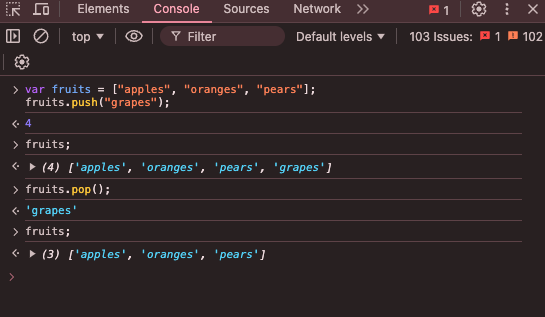 Elements Console Sources Network 1
top Filter Default levels 103 Issues: 1 102
var fruits = ["apples", "oranges", "pears"];
fruits.push("grapes");
4
fruits;
(4) ['apples', 'oranges', 'pears', 'grapes']
fruits.pop();
'grapes'
fruits;
(3) ['apples', 'oranges', 'pears']